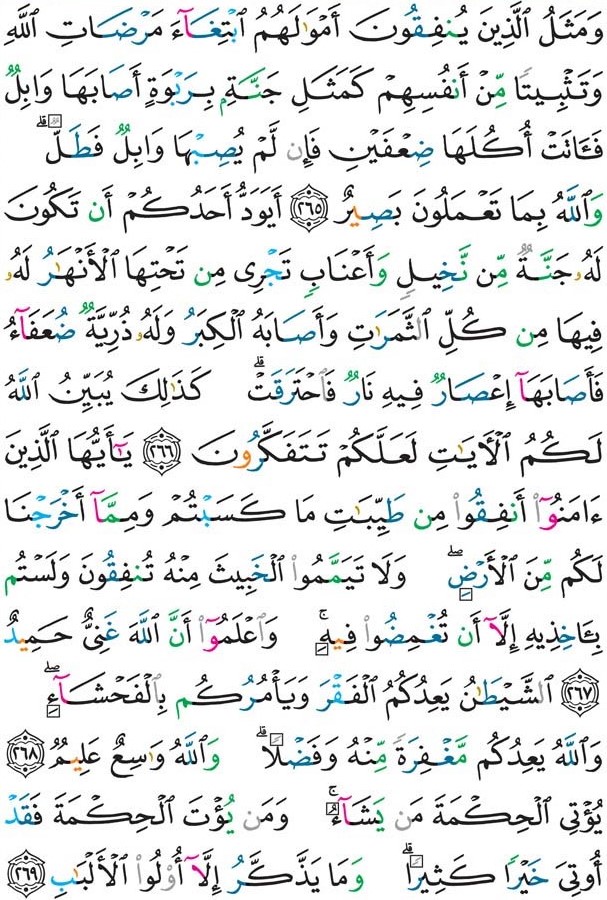 وَمَثَلُ ٱلَّذِينَ يُنفِقُونَ أَمۡوَٰلَهُمُ ٱبۡتِغَآءَ مَرۡضَاتِ ٱللَّهِ
وَتَثۡبِيتٗا مِّنۡ أَنفُسِهِمۡ كَمَثَلِ جَنَّةِۭ بِرَبۡوَةٍ أَصَابَهَا وَابِلٞ
فَـَٔاتَتۡ أُكُلَهَا ضِعۡفَيۡنِ فَإِن لَّمۡ يُصِبۡهَا وَابِلٞ فَطَلّٞۗ
وَٱللَّهُ بِمَا تَعۡمَلُونَ بَصِيرٌ ٢٦٥ أَيَوَدُّ أَحَدُكُمۡ أَن تَكُونَ
لَهُۥ جَنَّةٞ مِّن نَّخِيلٖ وَأَعۡنَابٖ تَجۡرِي مِن تَحۡتِهَا ٱلۡأَنۡهَٰرُ لَهُۥ
فِيهَا مِن كُلِّ ٱلثَّمَرَٰتِ وَأَصَابَهُ ٱلۡكِبَرُ وَلَهُۥ ذُرِّيَّةٞ ضُعَفَآءُ
فَأَصَابَهَآ إِعۡصَارٞ فِيهِ نَارٞ فَٱحۡتَرَقَتۡۗ كَذَٰلِكَ يُبَيِّنُ ٱللَّهُ
لَكُمُ ٱلۡأٓيَٰتِ لَعَلَّكُمۡ تَتَفَكَّرُونَ ٢٦٦ يَٰٓأَيُّهَا ٱلَّذِينَ
ءَامَنُوٓاْ أَنفِقُواْ مِن طَيِّبَٰتِ مَا كَسَبۡتُمۡ وَمِمَّآ أَخۡرَجۡنَا
لَكُم مِّنَ ٱلۡأَرۡضِۖ وَلَا تَيَمَّمُواْ ٱلۡخَبِيثَ مِنۡهُ تُنفِقُونَ وَلَسۡتُم
بِـَٔاخِذِيهِ إِلَّآ أَن تُغۡمِضُواْ فِيهِۚ وَٱعۡلَمُوٓاْ أَنَّ ٱللَّهَ غَنِيٌّ حَمِيدٌ
٢٦٧ ٱلشَّيۡطَٰنُ يَعِدُكُمُ ٱلۡفَقۡرَ وَيَأۡمُرُكُم بِٱلۡفَحۡشَآءِۖ
وَٱللَّهُ يَعِدُكُم مَّغۡفِرَةٗ مِّنۡهُ وَفَضۡلٗاۗ وَٱللَّهُ وَٰسِعٌ عَلِيمٞ ٢٦٨
يُؤۡتِي ٱلۡحِكۡمَةَ مَن يَشَآءُۚ وَمَن يُؤۡتَ ٱلۡحِكۡمَةَ فَقَدۡ
أُوتِيَ خَيۡرٗا كَثِيرٗاۗ وَمَا يَذَّكَّرُ إِلَّآ أُوْلُواْ ٱلۡأَلۡبَٰبِ ٢٦٩